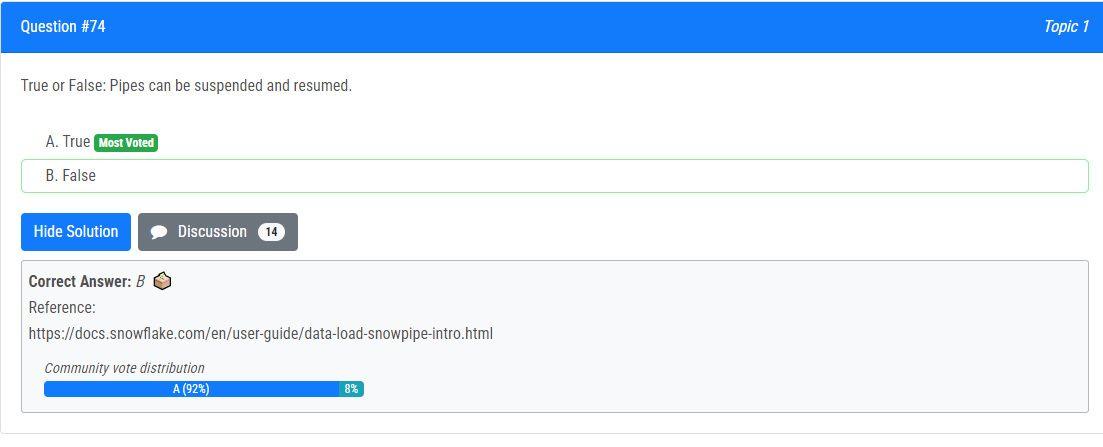 Question #74
Topic 1
True or False: Pipes can be suspended and resumed.
A. True Most Voted
B. False
Hide Solution
Discussion 14
Correct Answer: B
Reference:
https://docs.snowflake.com/en/user-guide/data-load-snowpipe-intro.html
Community vote distribution
A (92%)
8%